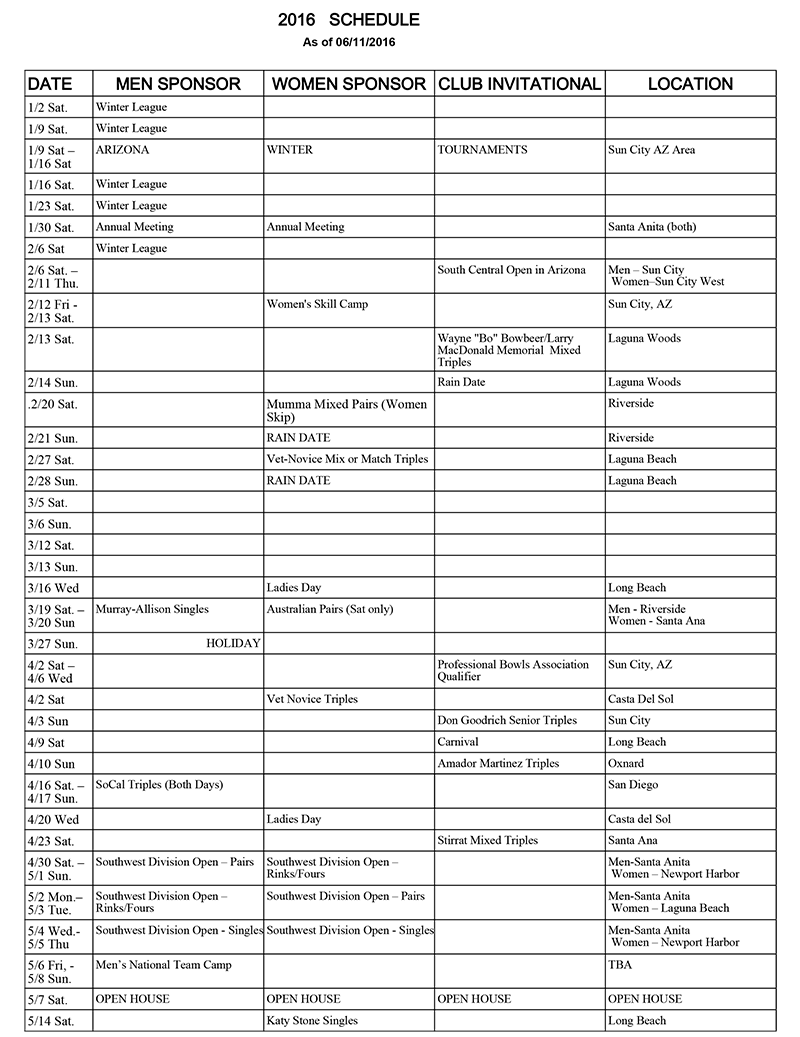 2016 SCHEDULE
As of 06/11/2016
DATE MEN SPONSOR WOMEN SPONSOR CLUB INVITATIONAL LOCATION
1/2 Sat. Winter League
1/9 Sat. Winter League
1/9 Sat – ARIZONA WINTER TOURNAMENTS Sun City AZ Area
1/16 Sat
1/16 Sat. Winter League
1/23 Sat. Winter League
1/30 Sat. Annual Meeting Annual Meeting Santa Anita (both)
2/6 Sat Winter League
2/6 Sat. – South Central Open in Arizona Men – Sun City
2/11 Thu. Women–Sun City West
2/12 Fri - Women's Skill Camp Sun City, AZ
2/13 Sat.
2/13 Sat. Wayne "Bo" Bowbeer/Larry Laguna Woods
MacDonald Memorial Mixed
Triples
2/14 Sun. Rain Date Laguna Woods
.2/20 Sat. Mumma Mixed Pairs (Women Riverside
Skip)
2/21 Sun. RAIN DATE Riverside
2/27 Sat. Vet-Novice Mix or Match Triples Laguna Beach
2/28 Sun. RAIN DATE Laguna Beach
3/5 Sat.
3/6 Sun.
3/12 Sat.
3/13 Sun.
3/16 Wed Ladies Day Long Beach
3/19 Sat. – Murray-Allison Singles Australian Pairs (Sat only) Men - Riverside
3/20 Sun Women - Santa Ana
3/27 Sun. HOLIDAY
4/2 Sat – Professional Bowls Association Sun City, AZ
4/6 Wed Qualifier
4/2 Sat Vet Novice Triples Casta Del Sol
4/3 Sun Don Goodrich Senior Triples Sun City
4/9 Sat Carnival Long Beach
4/10 Sun Amador Martinez Triples Oxnard
4/16 Sat. – SoCal Triples (Both Days) San Diego
4/17 Sun.
4/20 Wed Ladies Day Casta del Sol
4/23 Sat. Stirrat Mixed Triples Santa Ana
4/30 Sat. – Southwest Division Open – Pairs Southwest Division Open – Men-Santa Anita
5/1 Sun. Rinks/Fours Women – Newport Harbor
5/2 Mon.– Southwest Division Open – Southwest Division Open – Pairs Men-Santa Anita
5/3 Tue. Rinks/Fours Women – Laguna Beach
5/4 Wed.- Southwest Division Open - Singles Southwest Division Open - Singles Men-Santa Anita
5/5 Thu Women – Newport Harbor
5/6 Fri, - Men’s National Team Camp TBA
5/8 Sun.
5/7 Sat. OPEN HOUSE OPEN HOUSE OPEN HOUSE OPEN HOUSE
5/14 Sat. Katy Stone Singles Long Beach